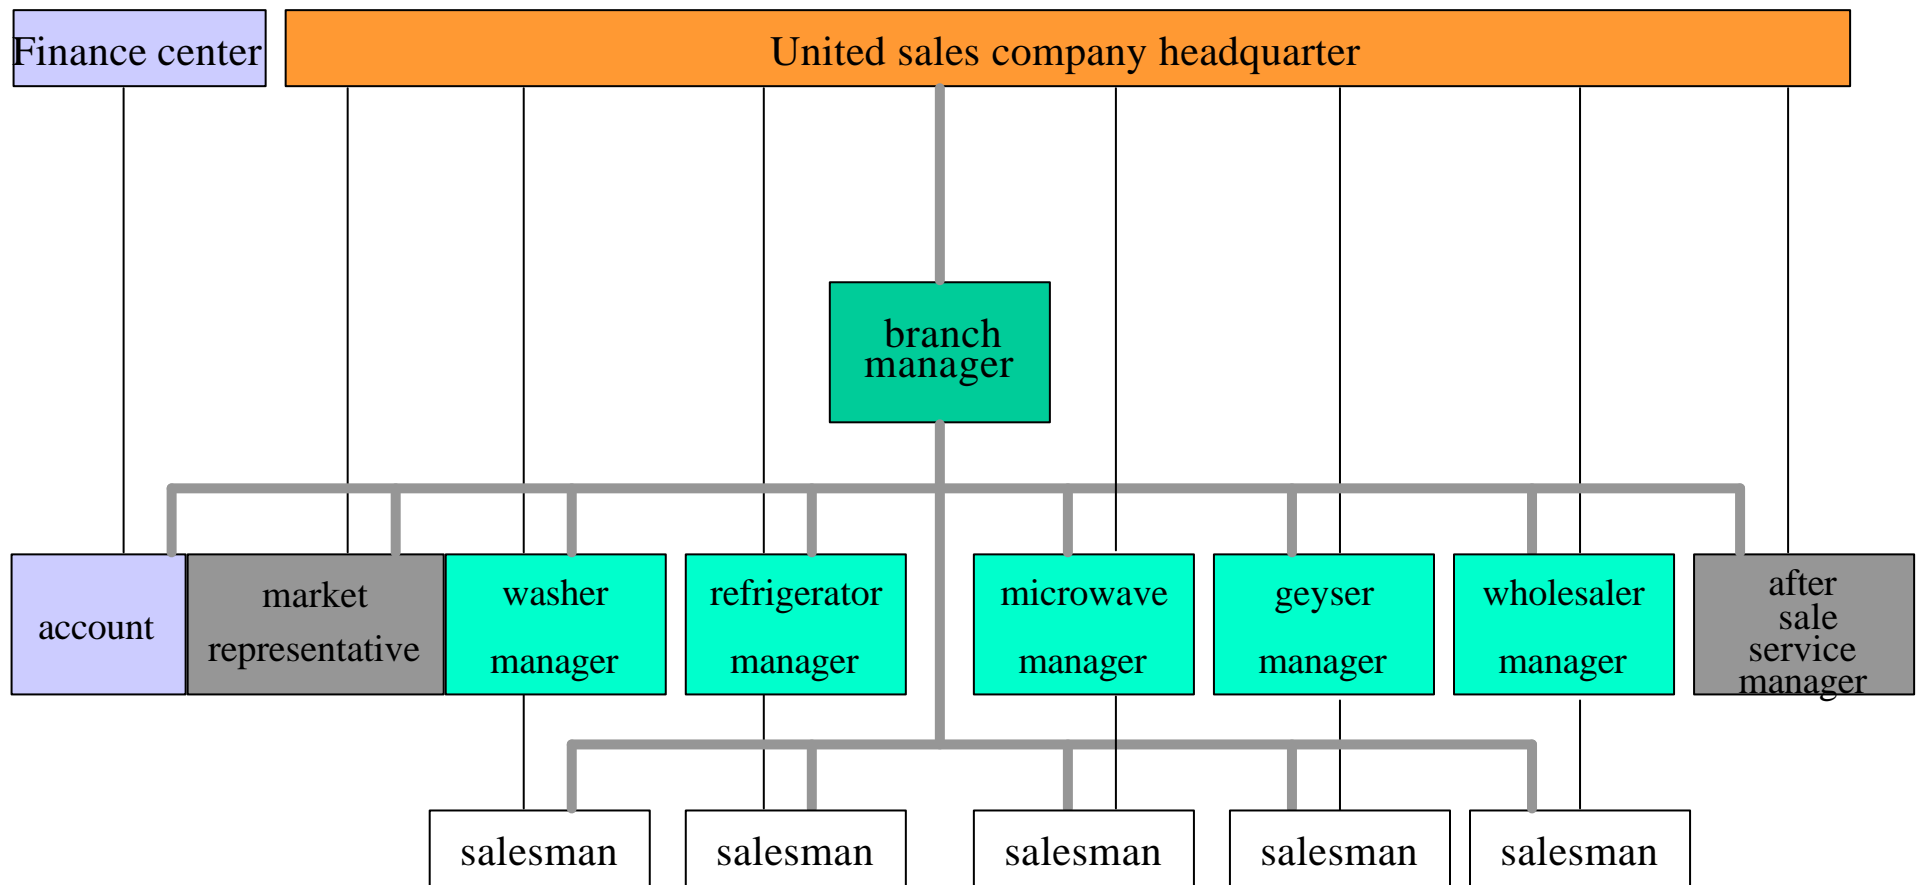 Finance center
United sales company headquarter
branch
manager
account
market
representative
washer
manager
refrigerator
manager
microwave
manager
geyser
manager
wholesaler
manager
after
sale
service
manager
salesman
salesman
salesman
salesman
salesman